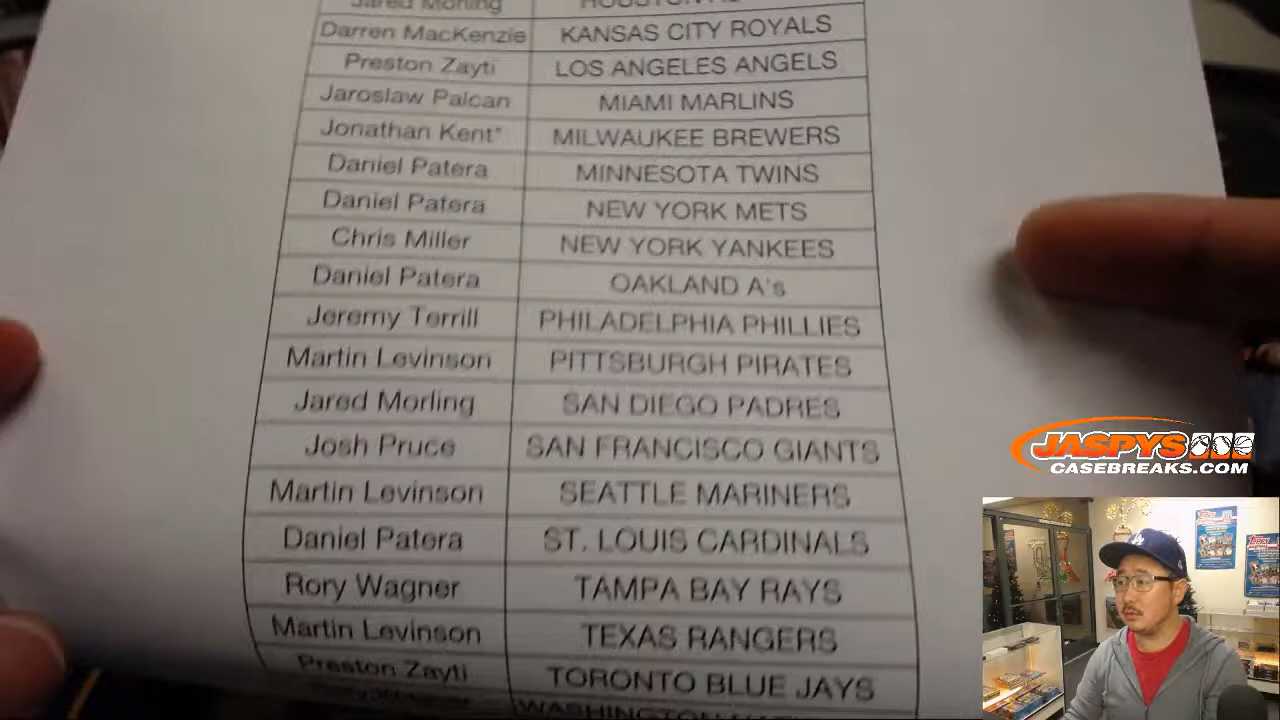 Jared Morling HOUSTON
Darren MacKenzie KANSAS CITY ROYALS
Preston Zayti LOS ANGELES ANGELS
Jaroslaw Palcan MIAMI MARLINS
Jonathan Kent* MILWAUKEE BREWERS
Daniel Patera MINNESOTA TWINS
Daniel Patera NEW YORK METS
Chris Miller NEW YORK YANKEES
Daniel Patera OAKLAND A's
Jeremy Terrill PHILADELPHIA PHILLIES
Martin Levinson PITTSBURGH PIRATES
Jared Morling SAN DIEGO PADRES
Josh Pruce SAN FRANCISCO GIANTS
Martin Levinson SEATTLE MARINERS
Daniel Patera ST. LOUIS CARDINALS
Rory Wagner TAMPA BAY RAYS
Martin Levinson TEXAS RANGERS
Preston Zayti TORONTO BLUE JAYS
WASHINGTON
JASPYS
CASEBREAKS.COM